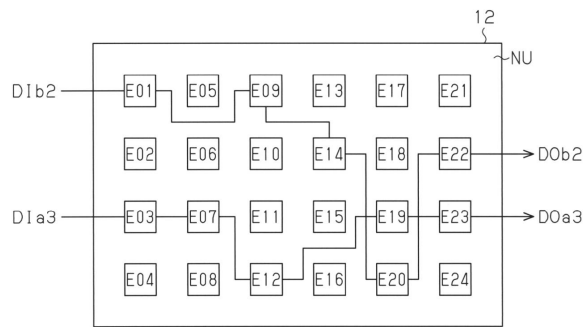 12
NU
DIb2 E01 E05 E09 E13 E17 E21
E02 E06 E10 E14 E18 E22 DOb2
DIa3 E03 E07 E11 E15 E19 E23 DOa3
E04 E08 E12 E16 E20 E24